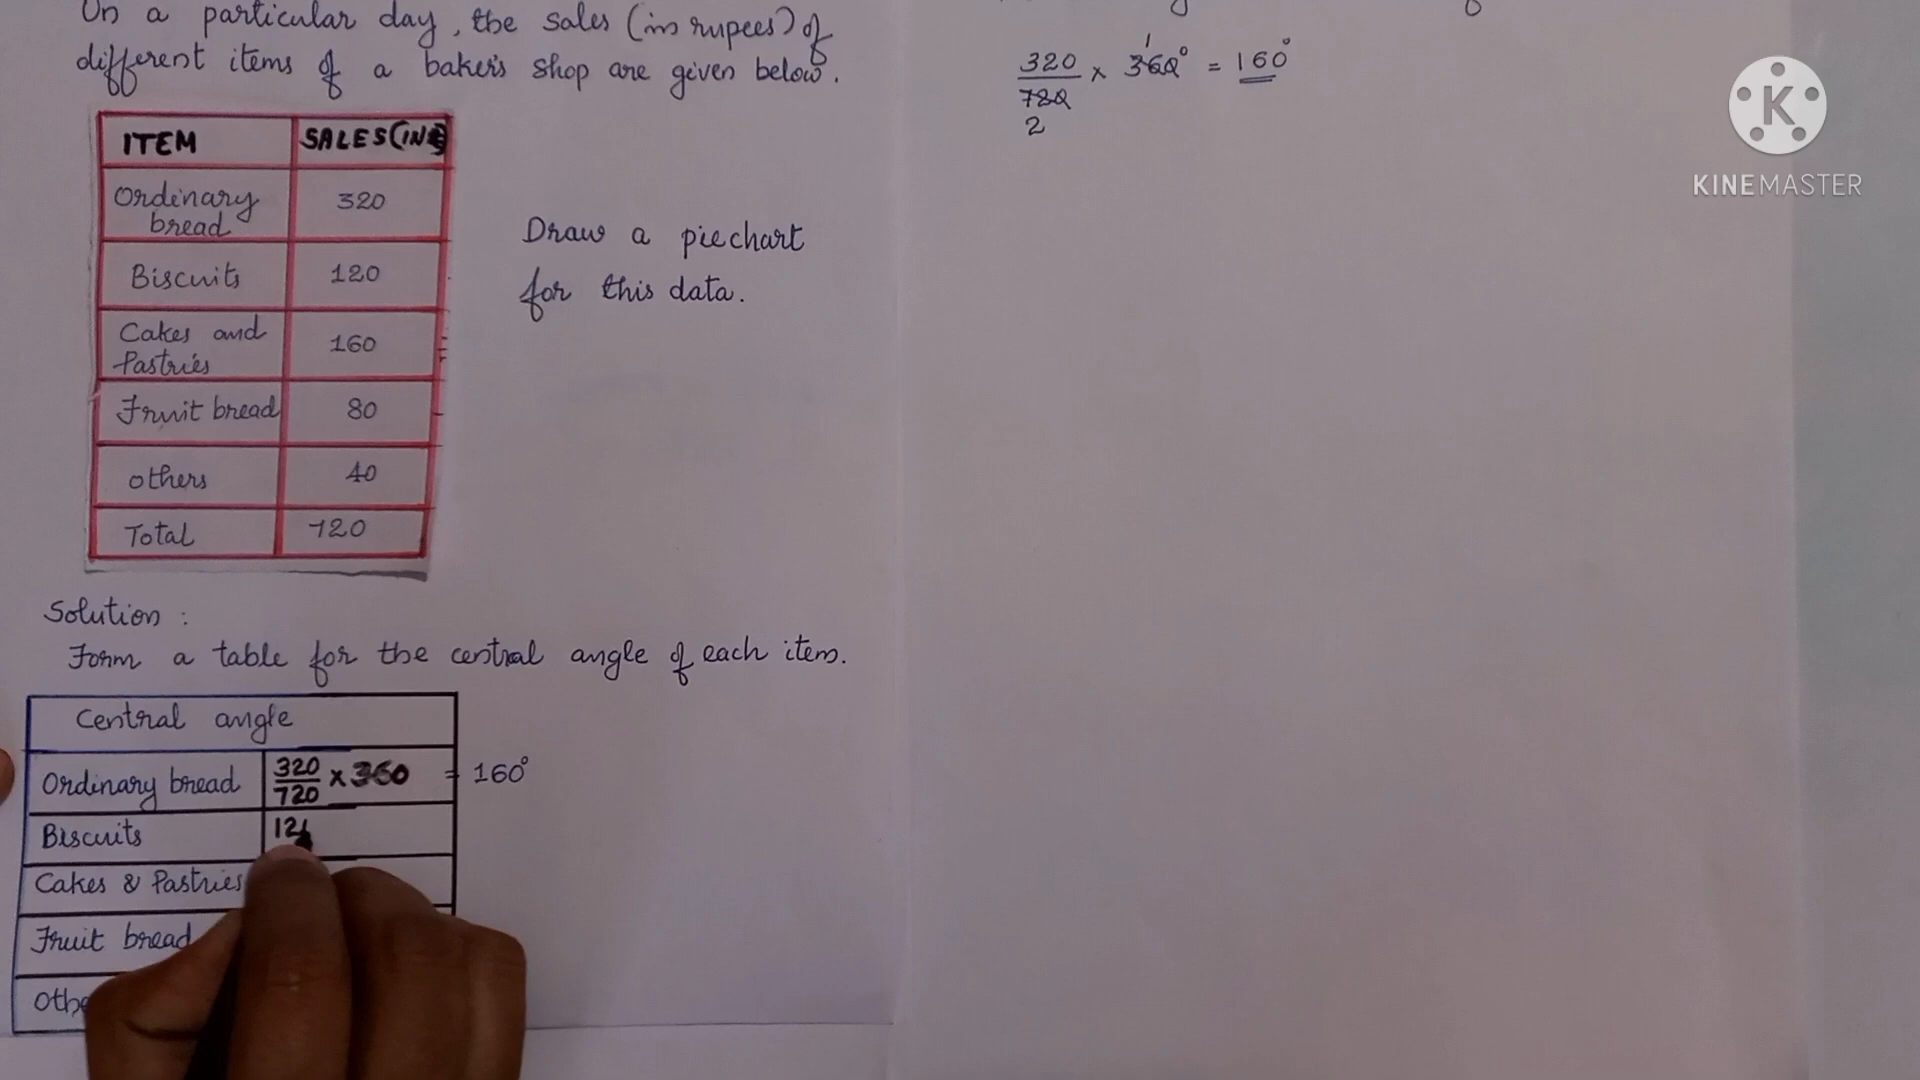 On a particular day, the sales (in rupees) of
different items of a baker's shop are given below.
ITEM SALES (IN
Ordinary bread 320
Biscuits 120
Cakes and Pastries 160
Fruit bread 80
others 40
Total 720
Draw a piechart
for this data.
Solution :
Form a table for the central angle of each item.
Central angle
Ordinary bread 320/720 × 360 = 160°
Biscuits 12
Cakes & Pastries
Fruit bread
Othe
320/720 × 360° = 160°
1
2
KINEMASTER